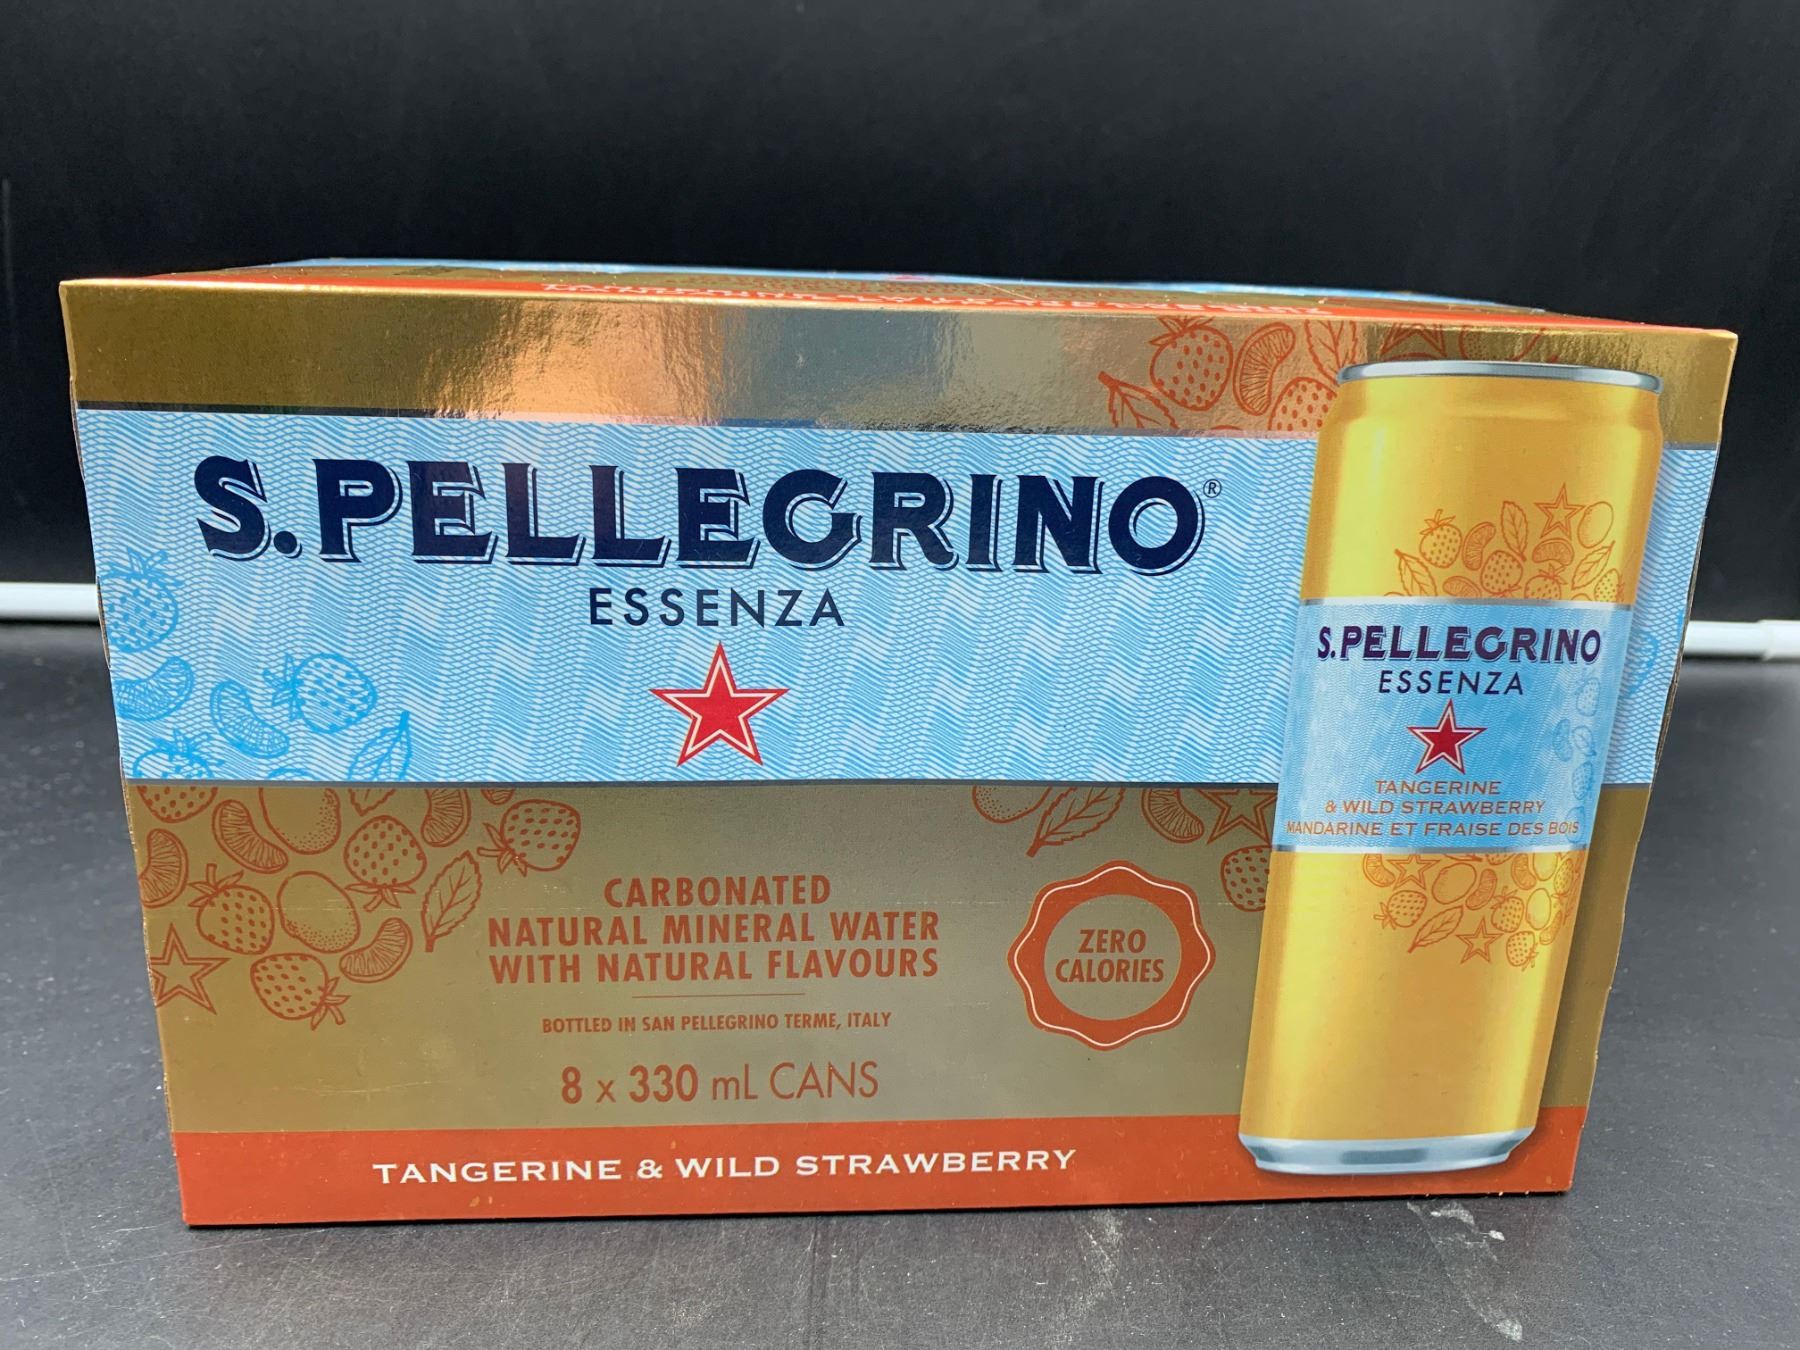 S.PELLEGRINO®
ESSENZA
CARBONATED
NATURAL MINERAL WATER
WITH NATURAL FLAVOURS
BOTTLED IN SAN PELLEGRINO TERME, ITALY
8 x 330 mL CANS
ZERO
CALORIES
TANGERINE & WILD STRAWBERRY
S.PELLEGRINO
ESSENZA
TANGERINE
& WILD STRAWBERRY
MANDARINE ET FRAISE DES BOIS